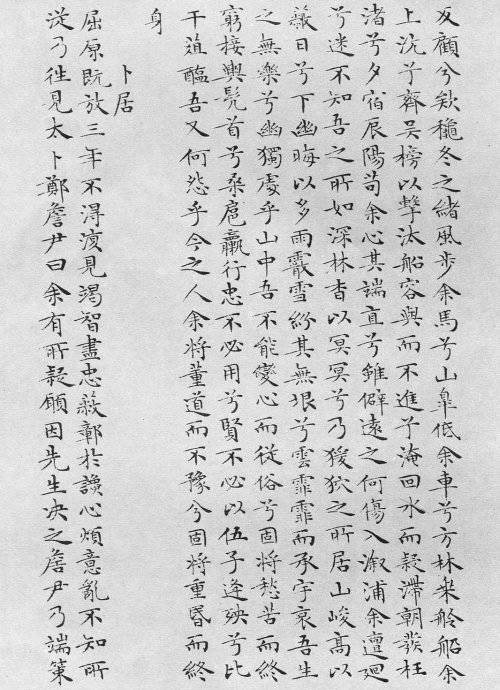 反顧兮欸穐冬之緒風步余馬兮山皐低余車兮方林乗舲船余
上沅兮齊吳榜以擊汰船容與而不進兮淹回水而疑滯朝發枉
渚兮夕宿辰陽苟余心其端直兮雖僻遠之何傷入溆浦余儃廻
兮迷不知吾之所如深林杳以冥冥兮乃猨狖之所居山峻高以
蔽日兮下幽晦以多雨霰雪紛其無垠兮雲霏霏而承宇哀吾生
之無樂兮幽獨處乎山中吾不能變心而従俗兮固將愁苦而終
窮接輿髡首兮桑扈臝行忠不必用兮賢不必以伍子逢殃兮比
干葅醢吾又何怨乎今之人余將董道而不豫兮固將重昬而終
身
卜居
屈原既放三年不得復見竭智盡忠蔽鄣於讒心煩意亂不知所
従乃往見太卜鄭詹尹曰余有所疑願因先生决之詹尹乃端策